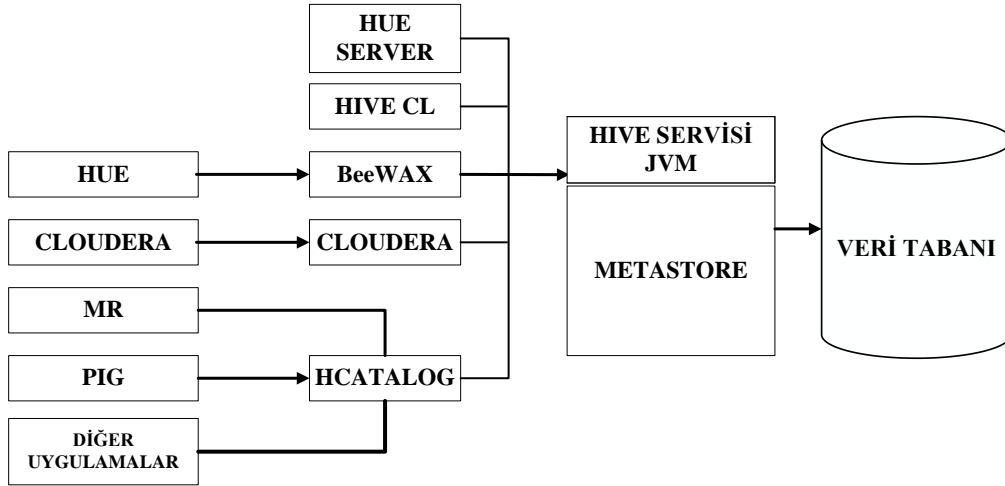 HUE
SERVER
HIVE CL
HUE
BeeWAX
CLOUDERA
CLOUDERA
MR
PIG
HCATALOG
DİĞER
UYGULAMALAR
HIVE SERVİSİ
JVM
METASTORE
VERİ TABANI